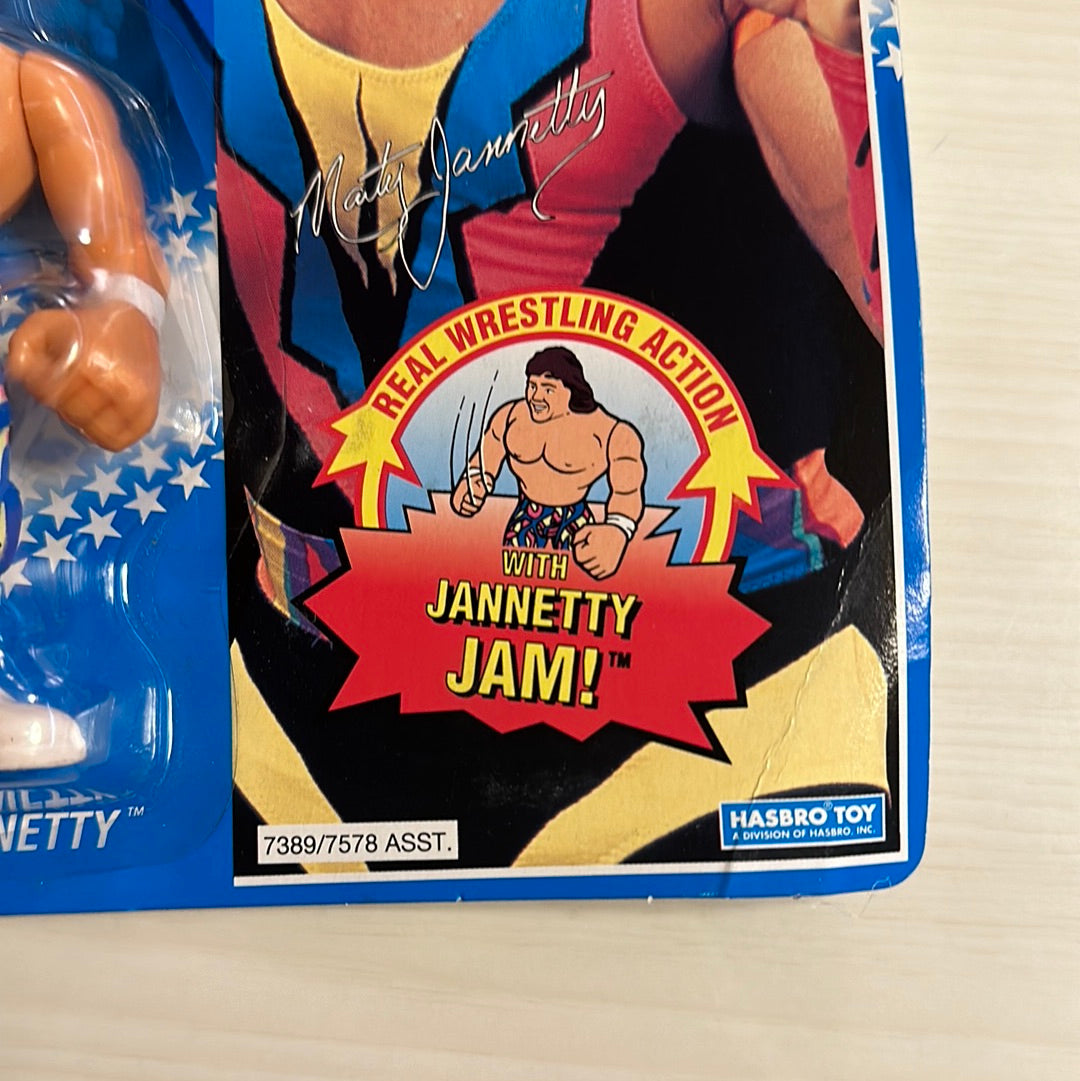 Marty Jannetty
REAL WRESTLING ACTION
WITH
JANNETTY
JAM!™
NETTY™
7389/7578 ASST.
HASBRO® TOY
A DIVISION OF HASBRO, INC.